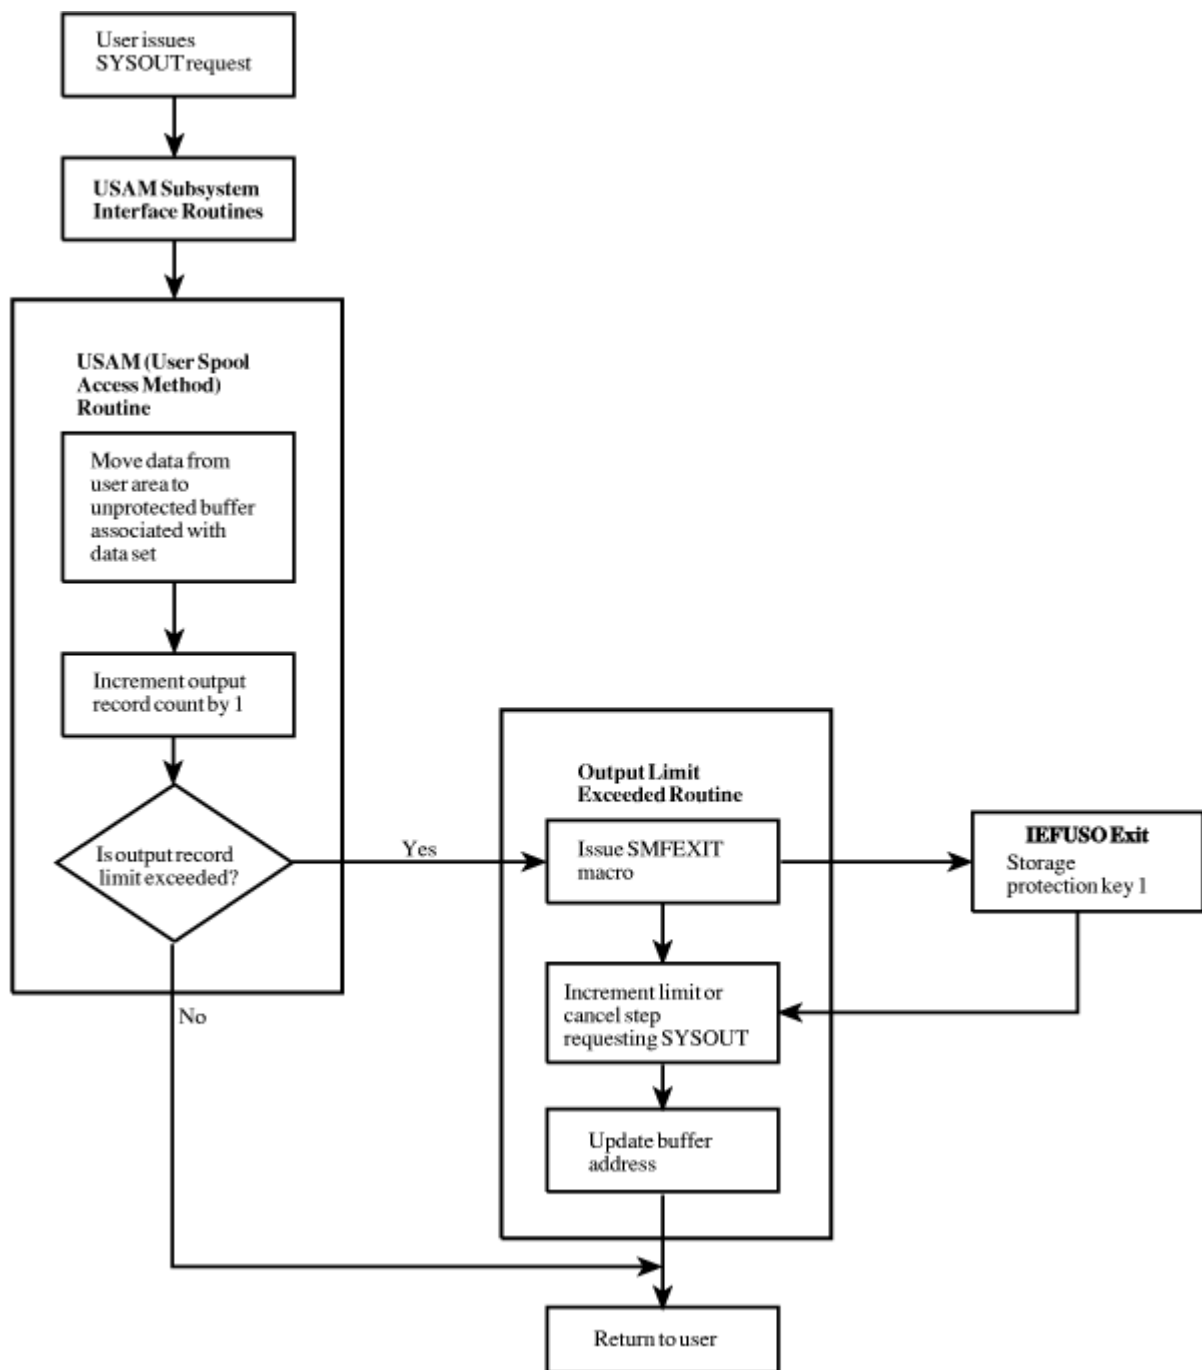 User issues
SYSOUT request
USAM Subsystem
Interface Routines
USAM (User Spool
Access Method)
Routine
Move data from
user area to
unprotected buffer
associated with
data set
Increment output
record count by 1
Is output record
limit exceeded?
Yes
No
Output Limit
Exceeded Routine
Issue SMFEXIT
macro
IEFUSO Exit
Storage
protection key 1
Increment limit or
cancel step
requesting SYSOUT
Update buffer
address
Return to user